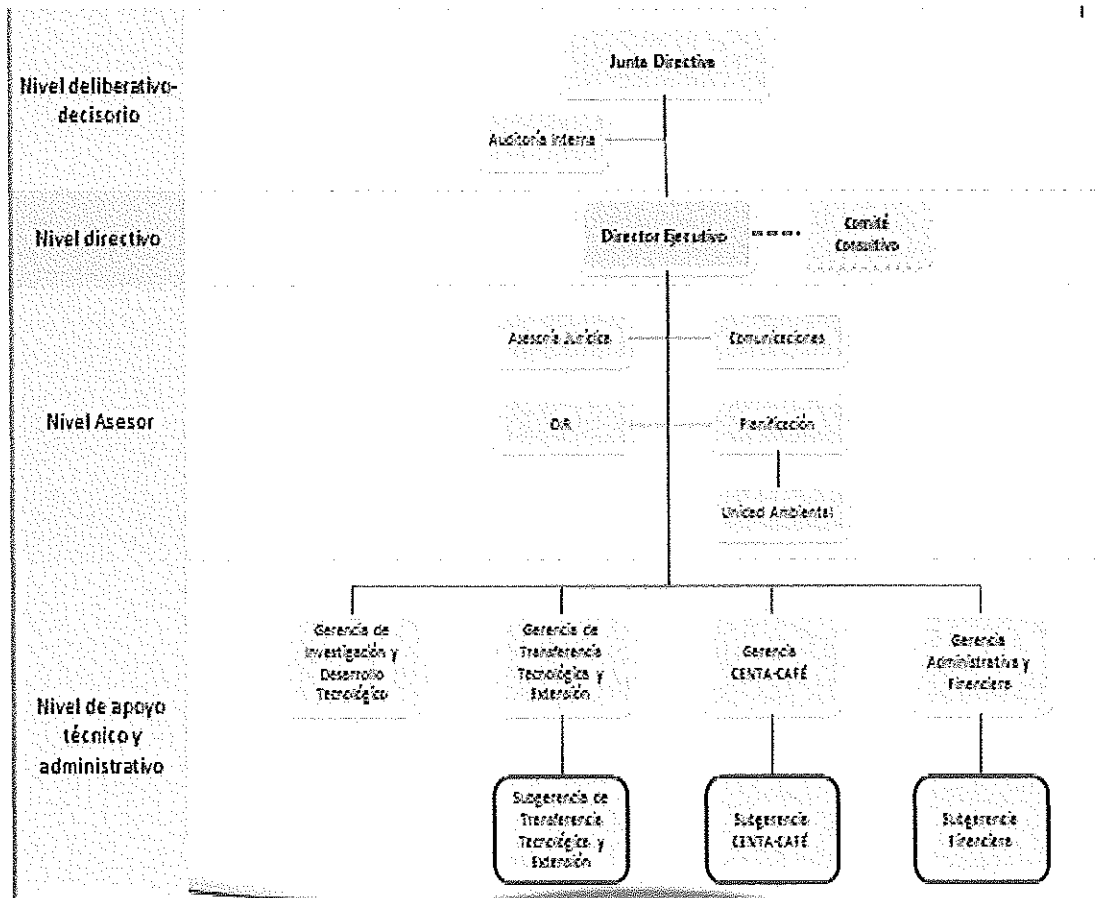 Nivel deliberativo-
decisorio
Junta Directiva
Auditoría Interna
Nivel directivo
Director Ejecutivo
Comité
Consultivo
Nivel Asesor
Asesoría Jurídica
Comunicaciones
OIR
Planificación
Unidad Ambiental
Nivel de apoyo
técnico y
administrativo
Gerencia de
Investigación y
Desarrollo
Tecnológico
Gerencia de
Transferencia
Tecnológica y
Extensión
Gerencia
CENTA-CAFÉ
Gerencia
Administrativa y
Financiera
Subgerencia de
Transferencia
Tecnológica y
Extensión
Subgerencia
CENTA-CAFÉ
Subgerencia
Financiera